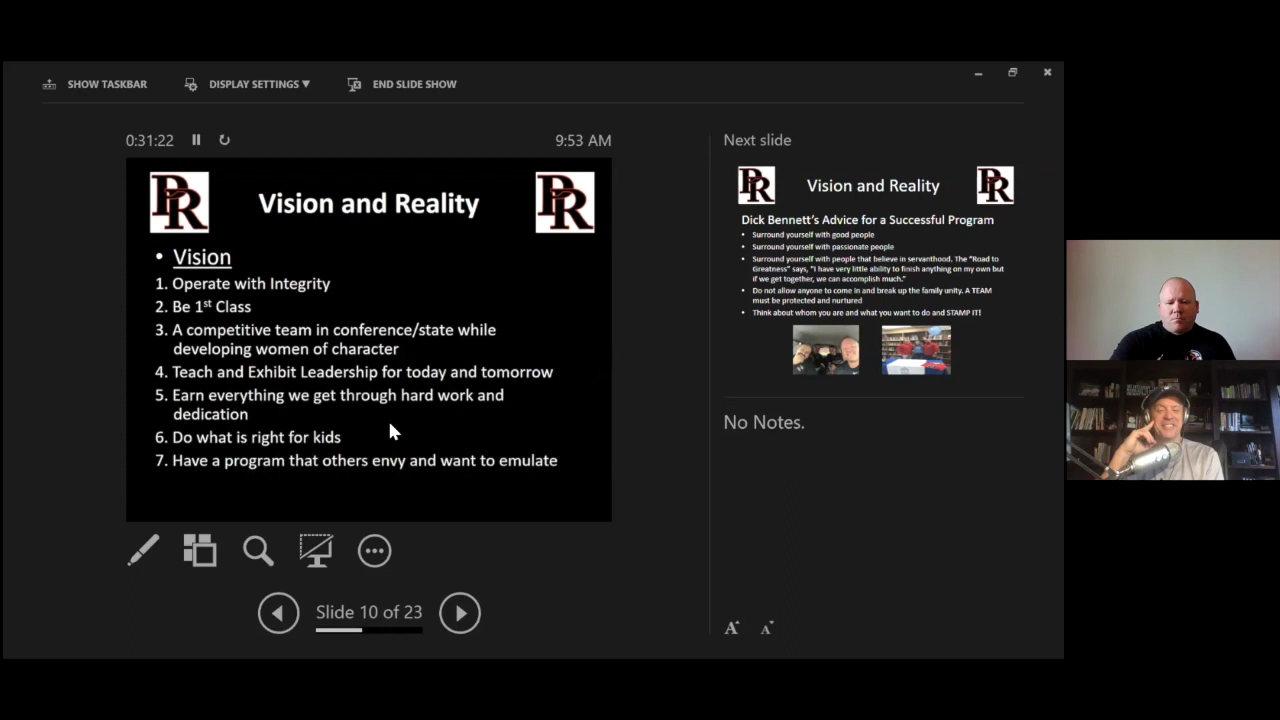 SHOW TASKBAR
DISPLAY SETTINGS ▼
END SLIDE SHOW
0:31:22
9:53 AM
PR
Vision and Reality
PR
• Vision
1. Operate with Integrity
2. Be 1st Class
3. A competitive team in conference/state while
developing women of character
4. Teach and Exhibit Leadership for today and tomorrow
5. Earn everything we get through hard work and
dedication
6. Do what is right for kids
7. Have a program that others envy and want to emulate
Slide 10 of 23
Next slide
PR
Vision and Reality
PR
Dick Bennett's Advice for a Successful Program
• Surround yourself with good people
• Surround yourself with passionate people
• Surround yourself with people that believe in servanthood. The "Road to
Greatness" says, "I have very little ability to finish anything on my own but
if we get together, we can accomplish much."
• Do not allow anyone to come in and break up the family unity. A TEAM
must be protected and nurtured
• Think about whom you are and what you want to do and STAMP IT!
No Notes.
A A